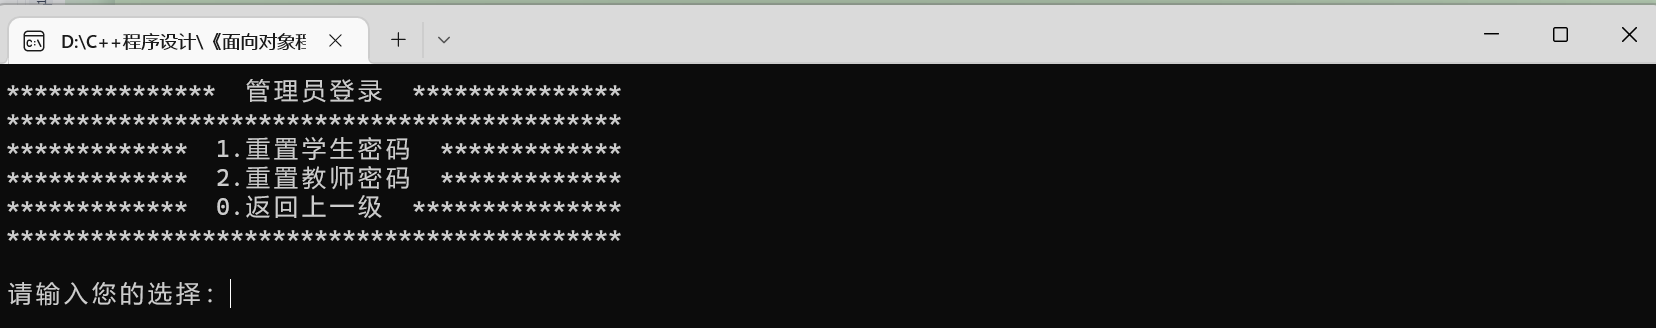 D:\C++程序设计\《面向对象
***************  管理员登录  ***************
********************************************
*************  1.重置学生密码  *************
*************  2.重置教师密码  *************
*************  0.返回上一级  ***************
********************************************
请输入您的选择：